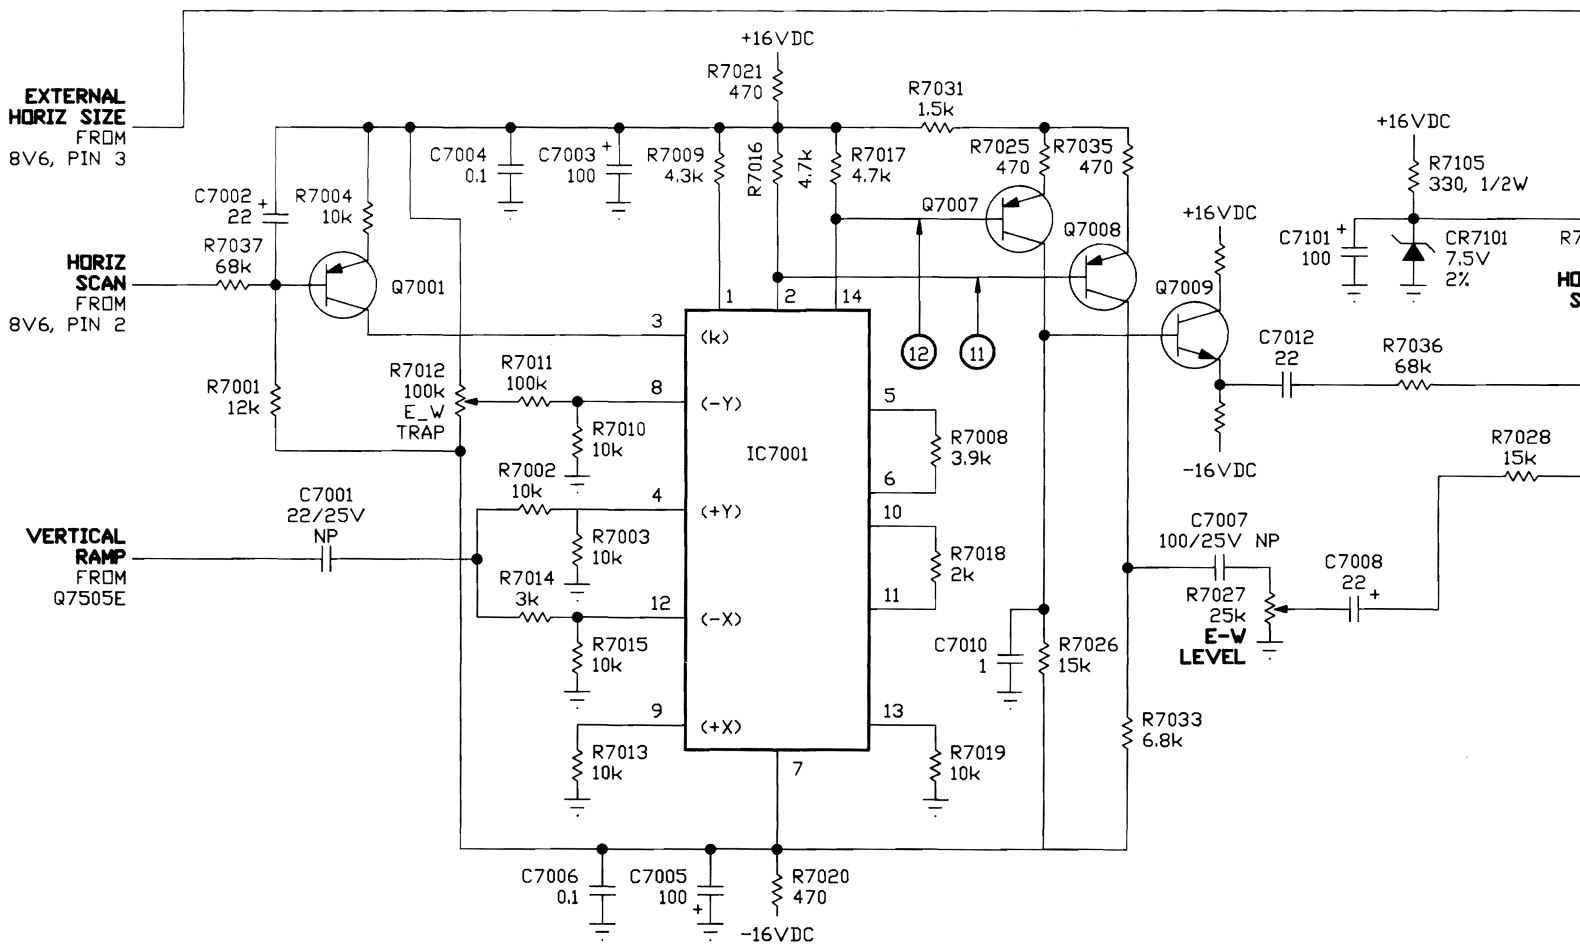 +16VDC
R7021
470
R7031
1.5k
EXTERNAL
HORIZ SIZE
FROM
8V6, PIN 3
C7002
22
+
R7004
10k
C7004
0.1
C7003
100
+
R7009
4.3k
R7016
4.7k
R7017
4.7k
R7025
470
R7035
470
+16VDC
R7105
330, 1/2W
C7101
100
+
CR7101
7.5V
2%
Q7007
Q7008
+16VDC
Q7009
HORIZ
SCAN
FROM
8V6, PIN 2
R7037
68k
Q7001
1
2
14
12
11
3
(k)
R7001
12k
R7012
100k
E_W
TRAP
R7011
100k
8
(-Y)
R7010
10k
5
R7008
3.9k
6
IC7001
C7012
22
R7036
68k
-16VDC
R7028
15k
VERTICAL
RAMP
FROM
Q7505E
C7001
22/25V
NP
R7002
10k
4
(+Y)
R7003
10k
R7014
3k
12
(-X)
R7015
10k
10
R7018
2k
11
C7007
100/25V NP
R7027
25k
E-W
LEVEL
C7008
22
+
C7010
1
R7026
15k
9
(+X)
R7013
10k
13
R7019
10k
R7033
6.8k
7
C7006
0.1
C7005
100
+
R7020
470
-16VDC